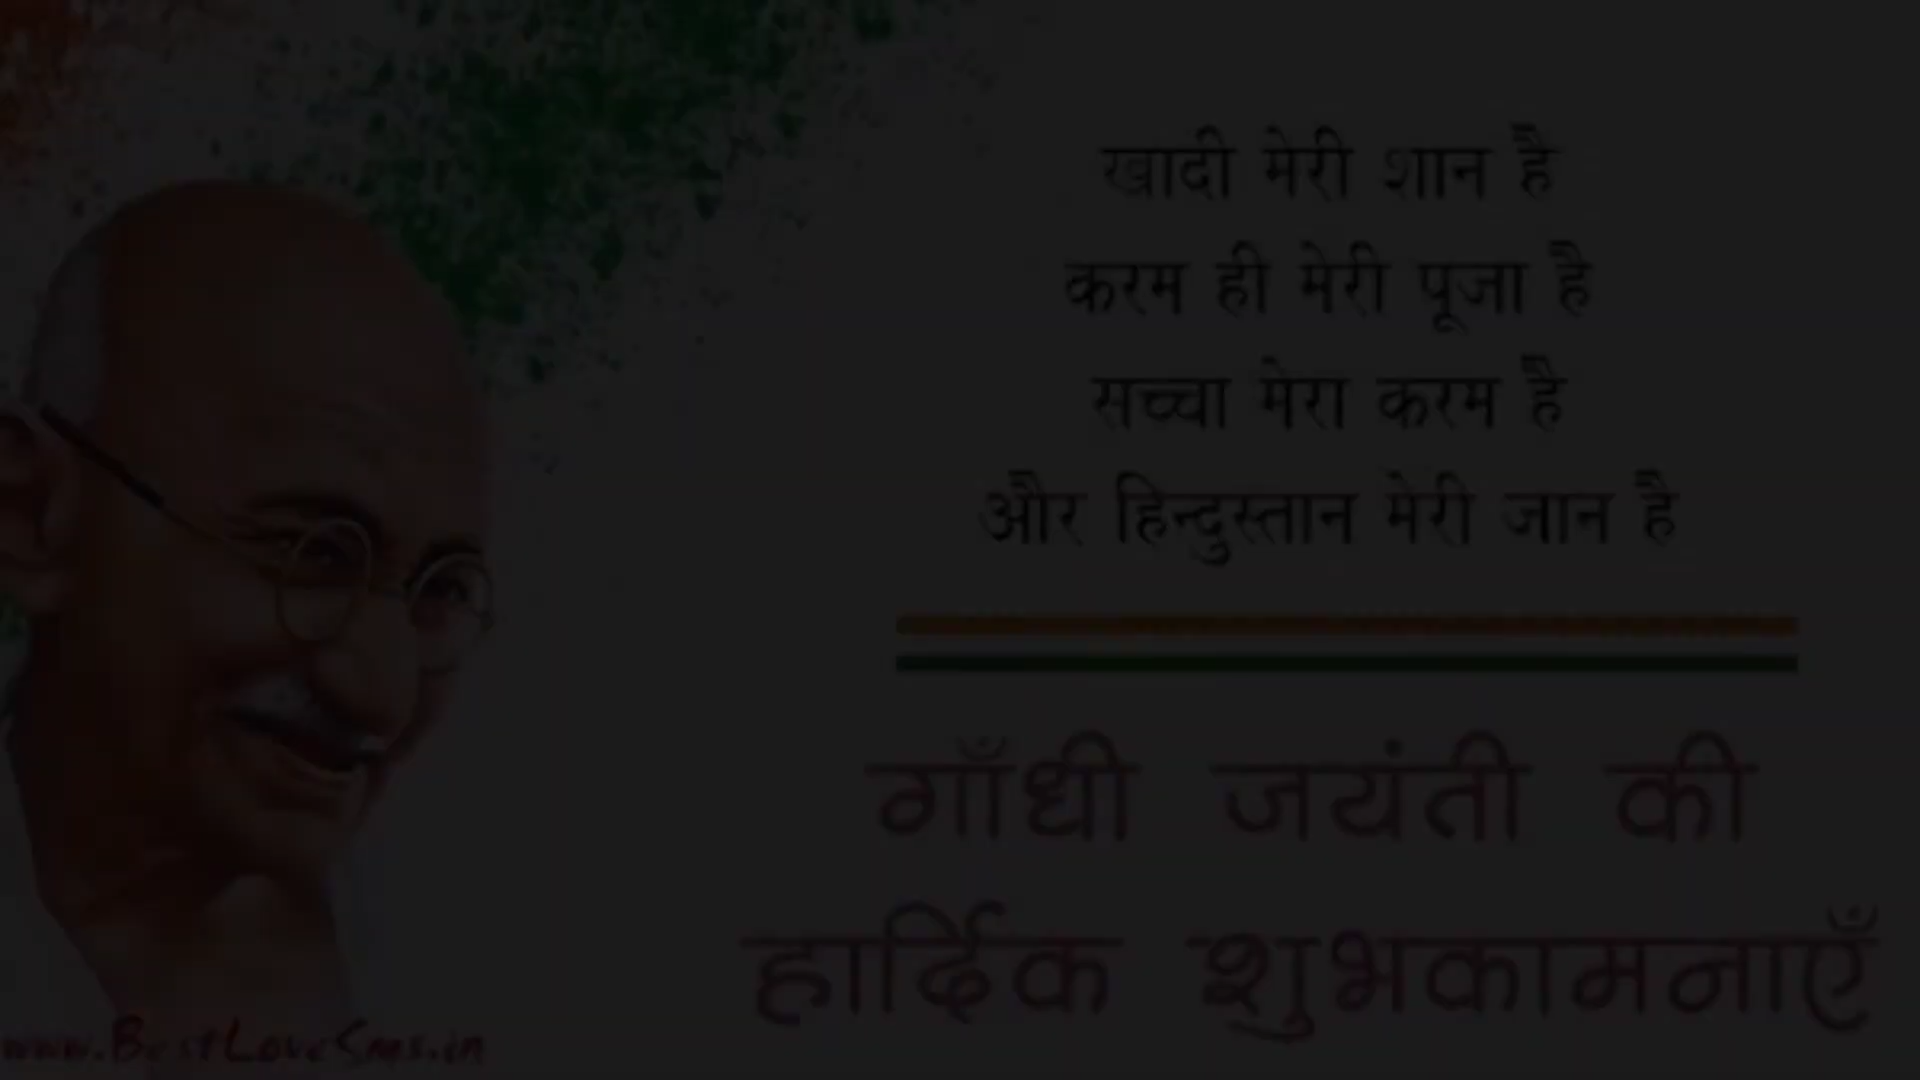 खादी मेरी शान है
करम ही मेरी पूजा है
सच्चा मेरा करम है
और हिन्दुस्तान मेरी जान है
गाँधी जयंती की
हार्दिक शुभकामनाएँ
www.BestLoveSms.in